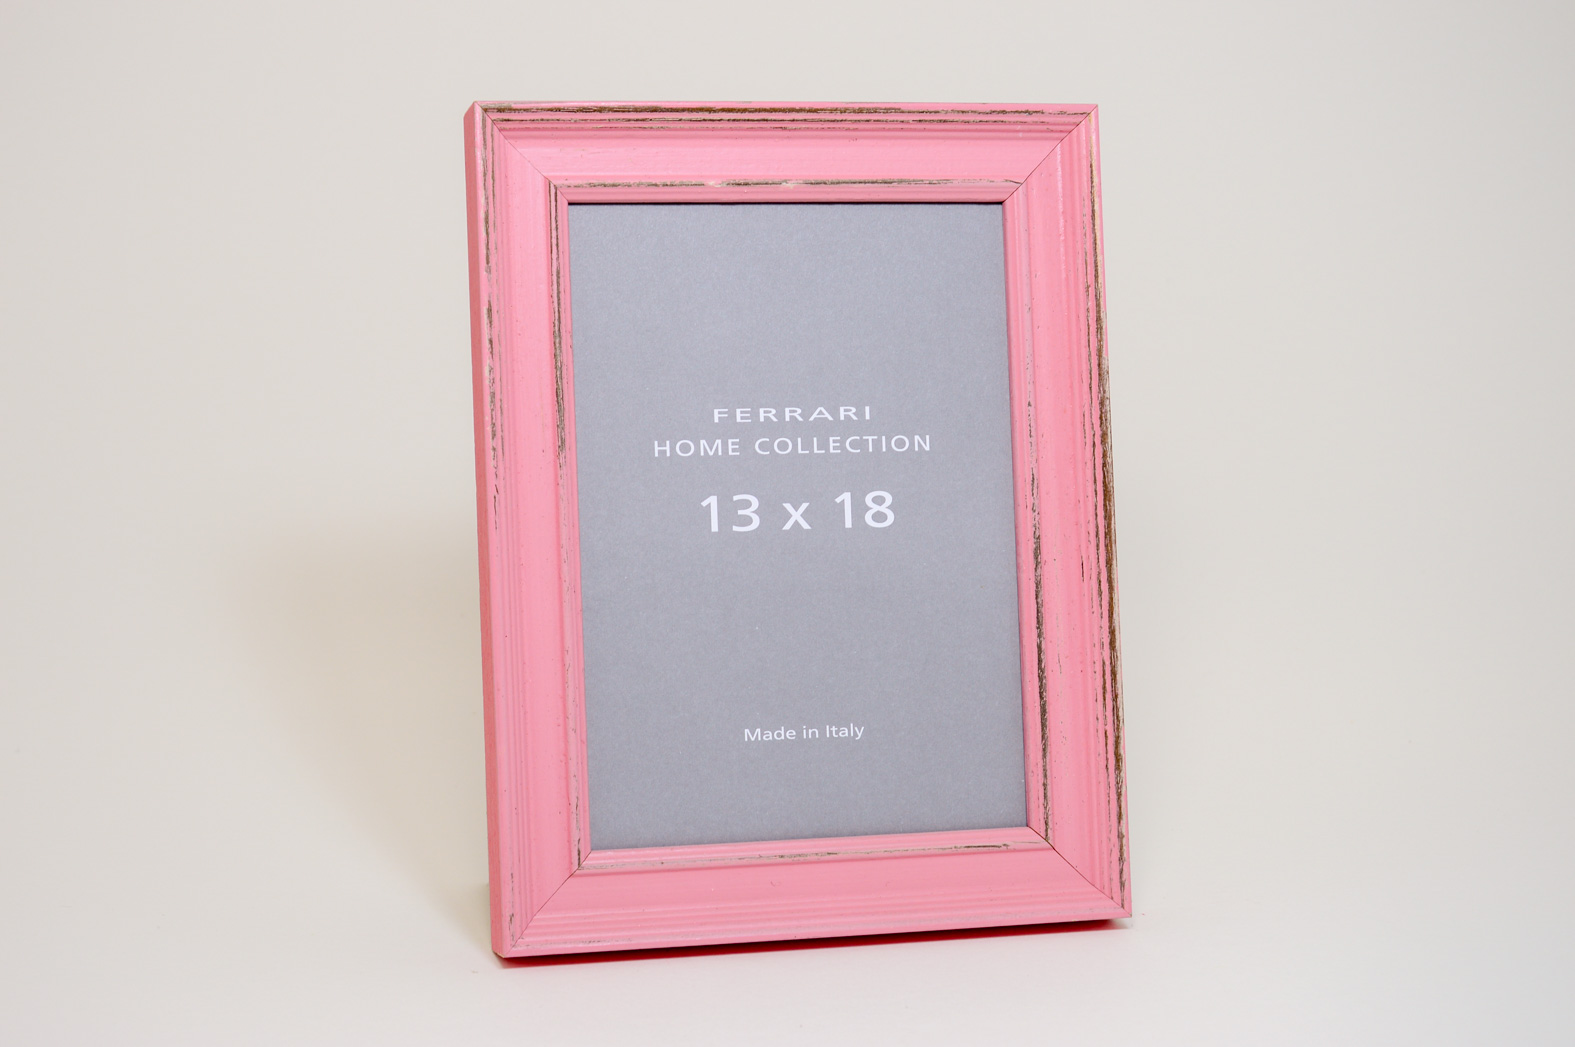 FERRARI
HOME COLLECTION
13 x 18
Made in Italy